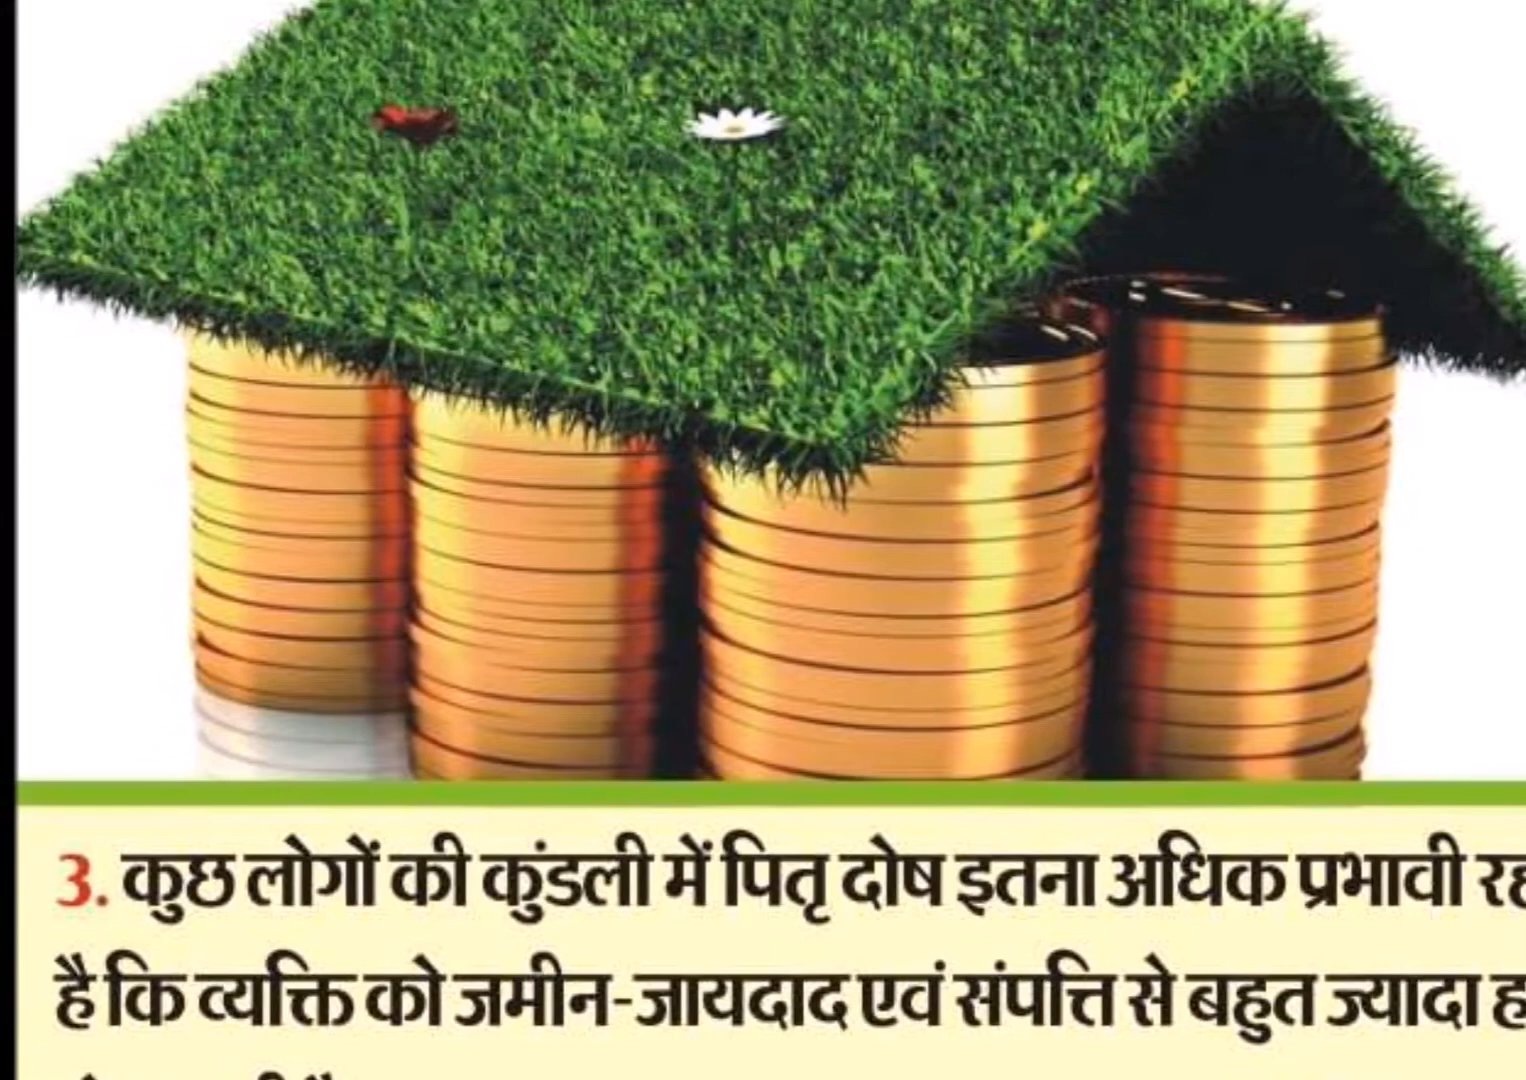 3. कुछ लोगों की कुंडली में पितृ दोष इतना अधिक प्रभावी
है कि व्यक्ति को जमीन-जायदाद एवं संपत्ति से बहुत ज्यादा